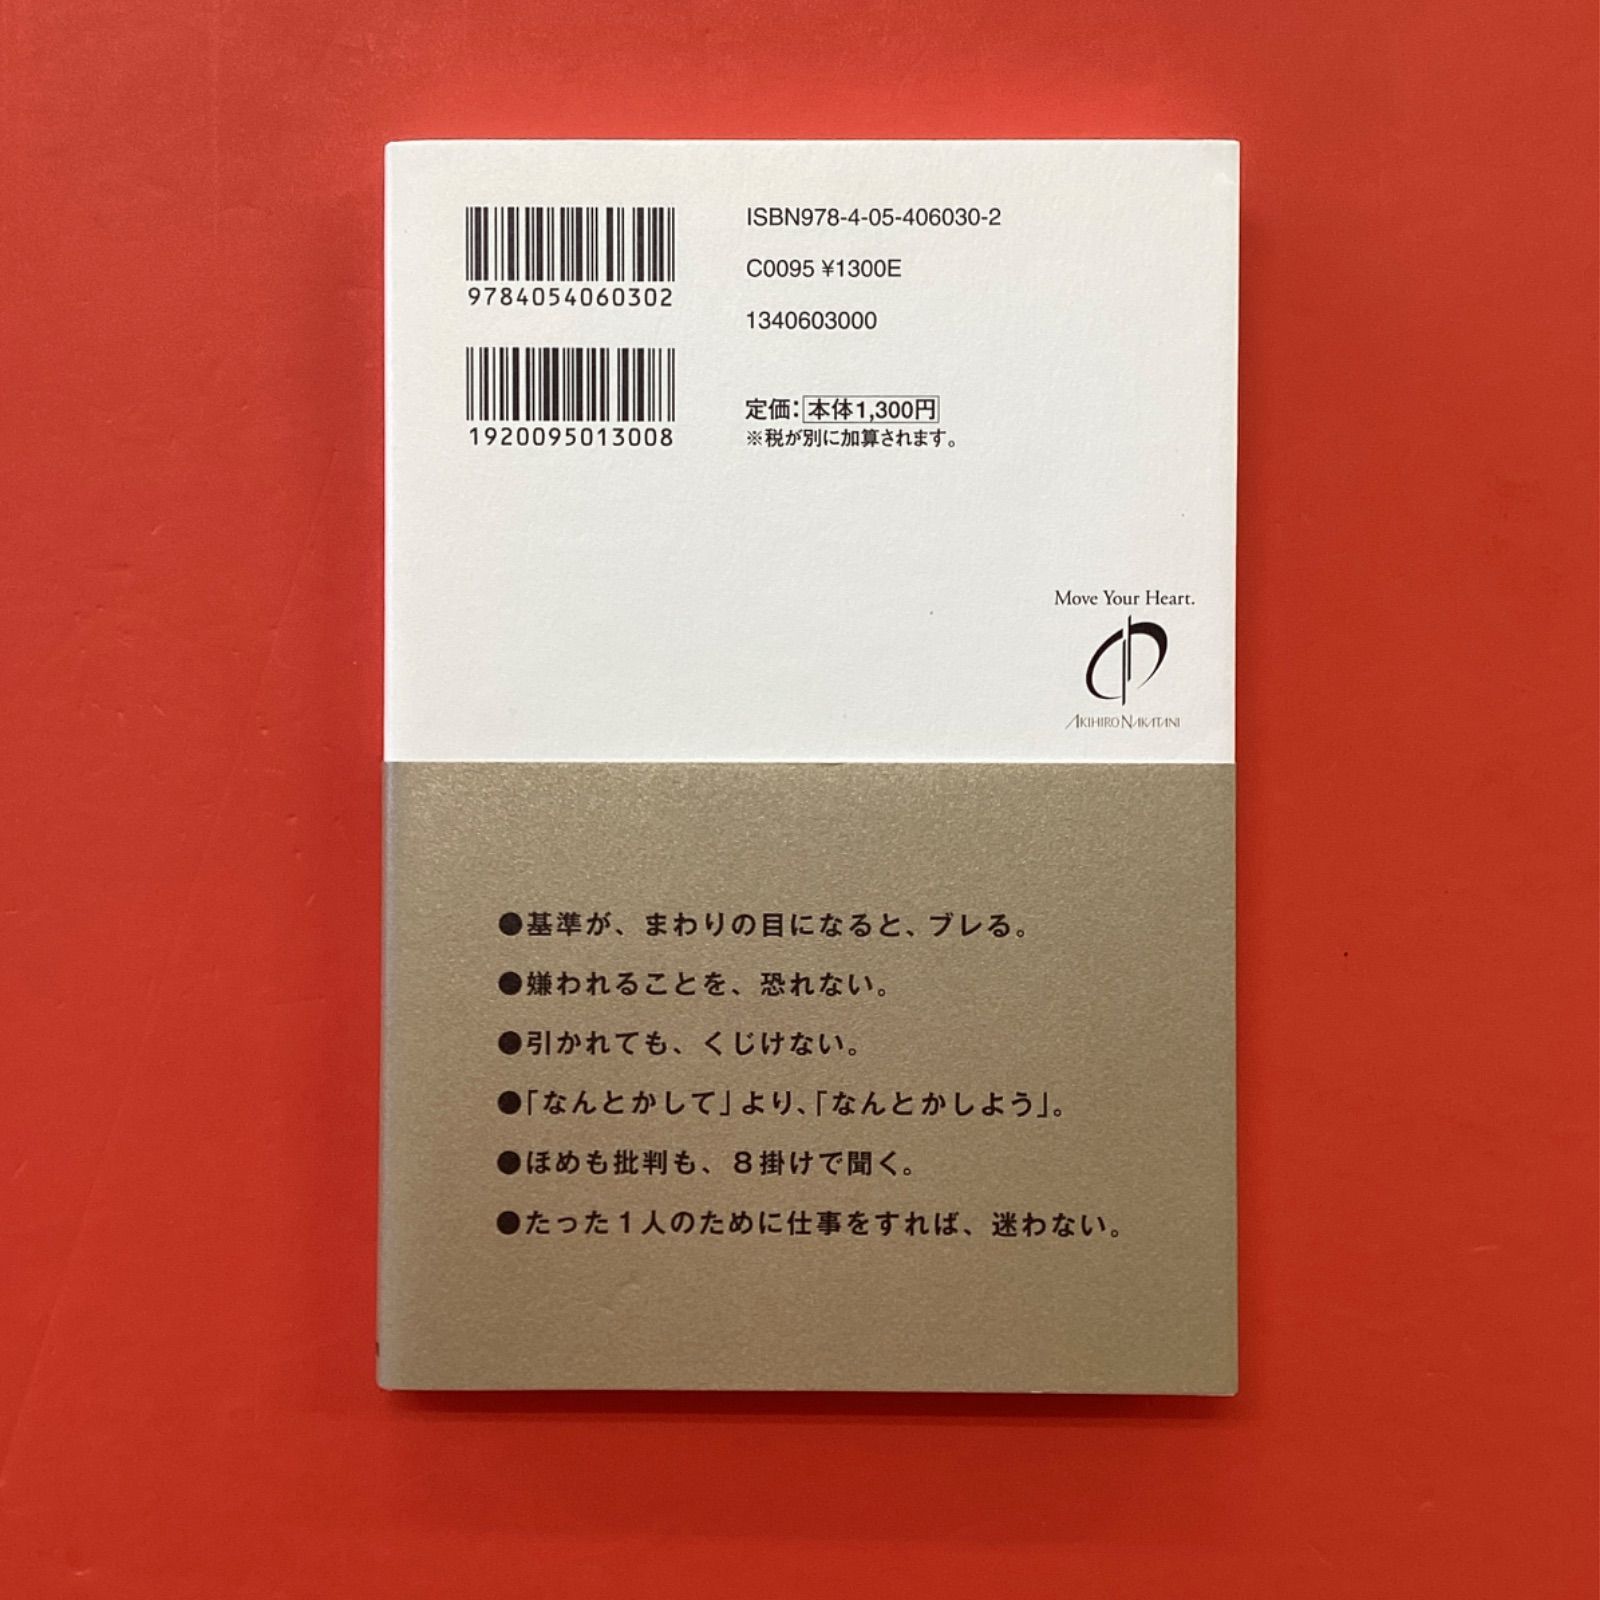 9784054060302
1920095013008
ISBN978-4-05-406030-2
C0095 ¥1300E
1340603000
定価：本体1,300円
※税が別に加算されます。
Move Your Heart.
AKIHIRO NAKATANI
●基準が、まわりの目になると、ブレる。
●嫌われることを、恐れない。
●引かれても、くじけない。
●「なんとかして」より、「なんとかしよう」。
●ほめも批判も、８掛けで聞く。
●たった１人のために仕事をすれば、迷わない。